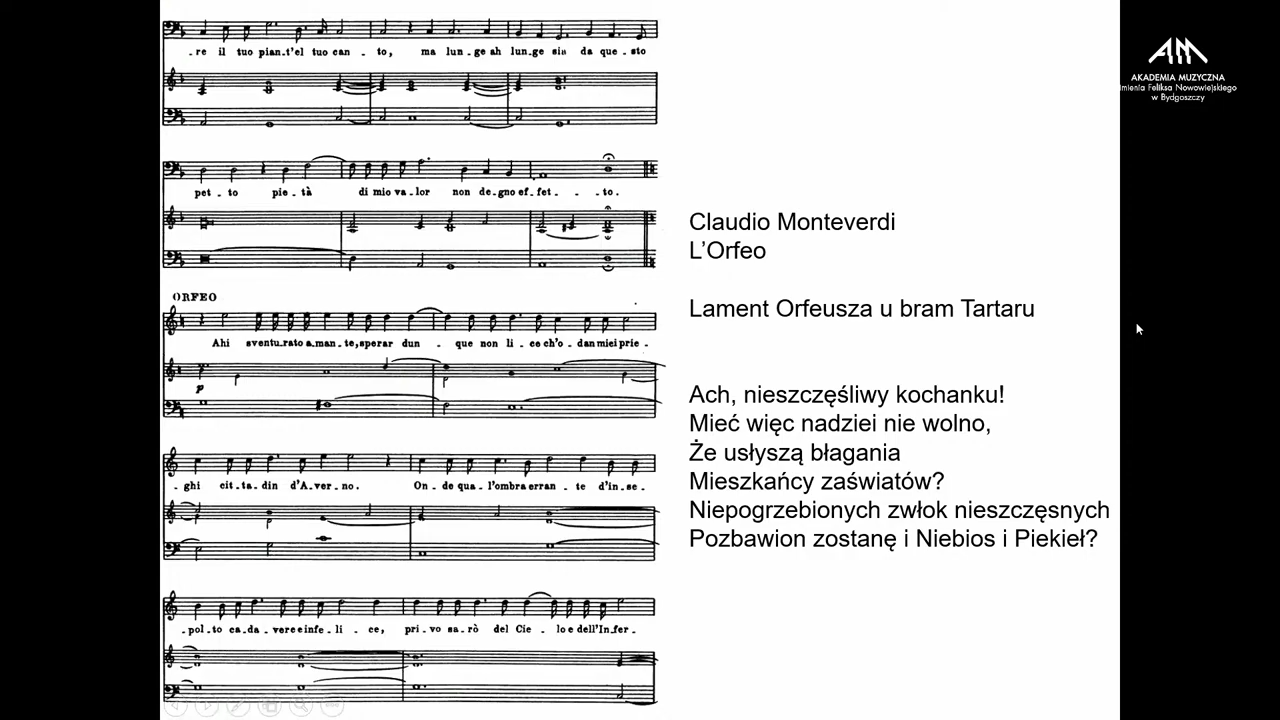 . re il tuo pian.t'el tuo can - to, ma lun - ge ah lun.ge sia da que . sto
pet . to pie . tà di mio va . lor non de . gno ef . fet . . . to.
ORFEO
Ahi sventu.rato a.man . te, sperar dun - que non li . ce ch'o . dan miei prie .
p
. ghi cit . ta . din d'A . ver . no. On . de qua . l'ombra erran . te d'in . se .
. pol . to ca . da . vere e infe . li . ce, pri . vo sa . rò del Cie . lo e dell'In.fer .
Claudio Monteverdi
L'Orfeo
Lament Orfeusza u bram Tartaru
Ach, nieszczęśliwy kochanku!
Mieć więc nadziei nie wolno,
Że usłyszą błagania
Mieszkańcy zaświatów?
Niepogrzebionych zwłok nieszczęsnych
Pozbawion zostanę i Niebios i Piekieł?
AM
AKADEMIA MUZYCZNA
imienia Feliksa Nowowiejskiego
w Bydgoszczy